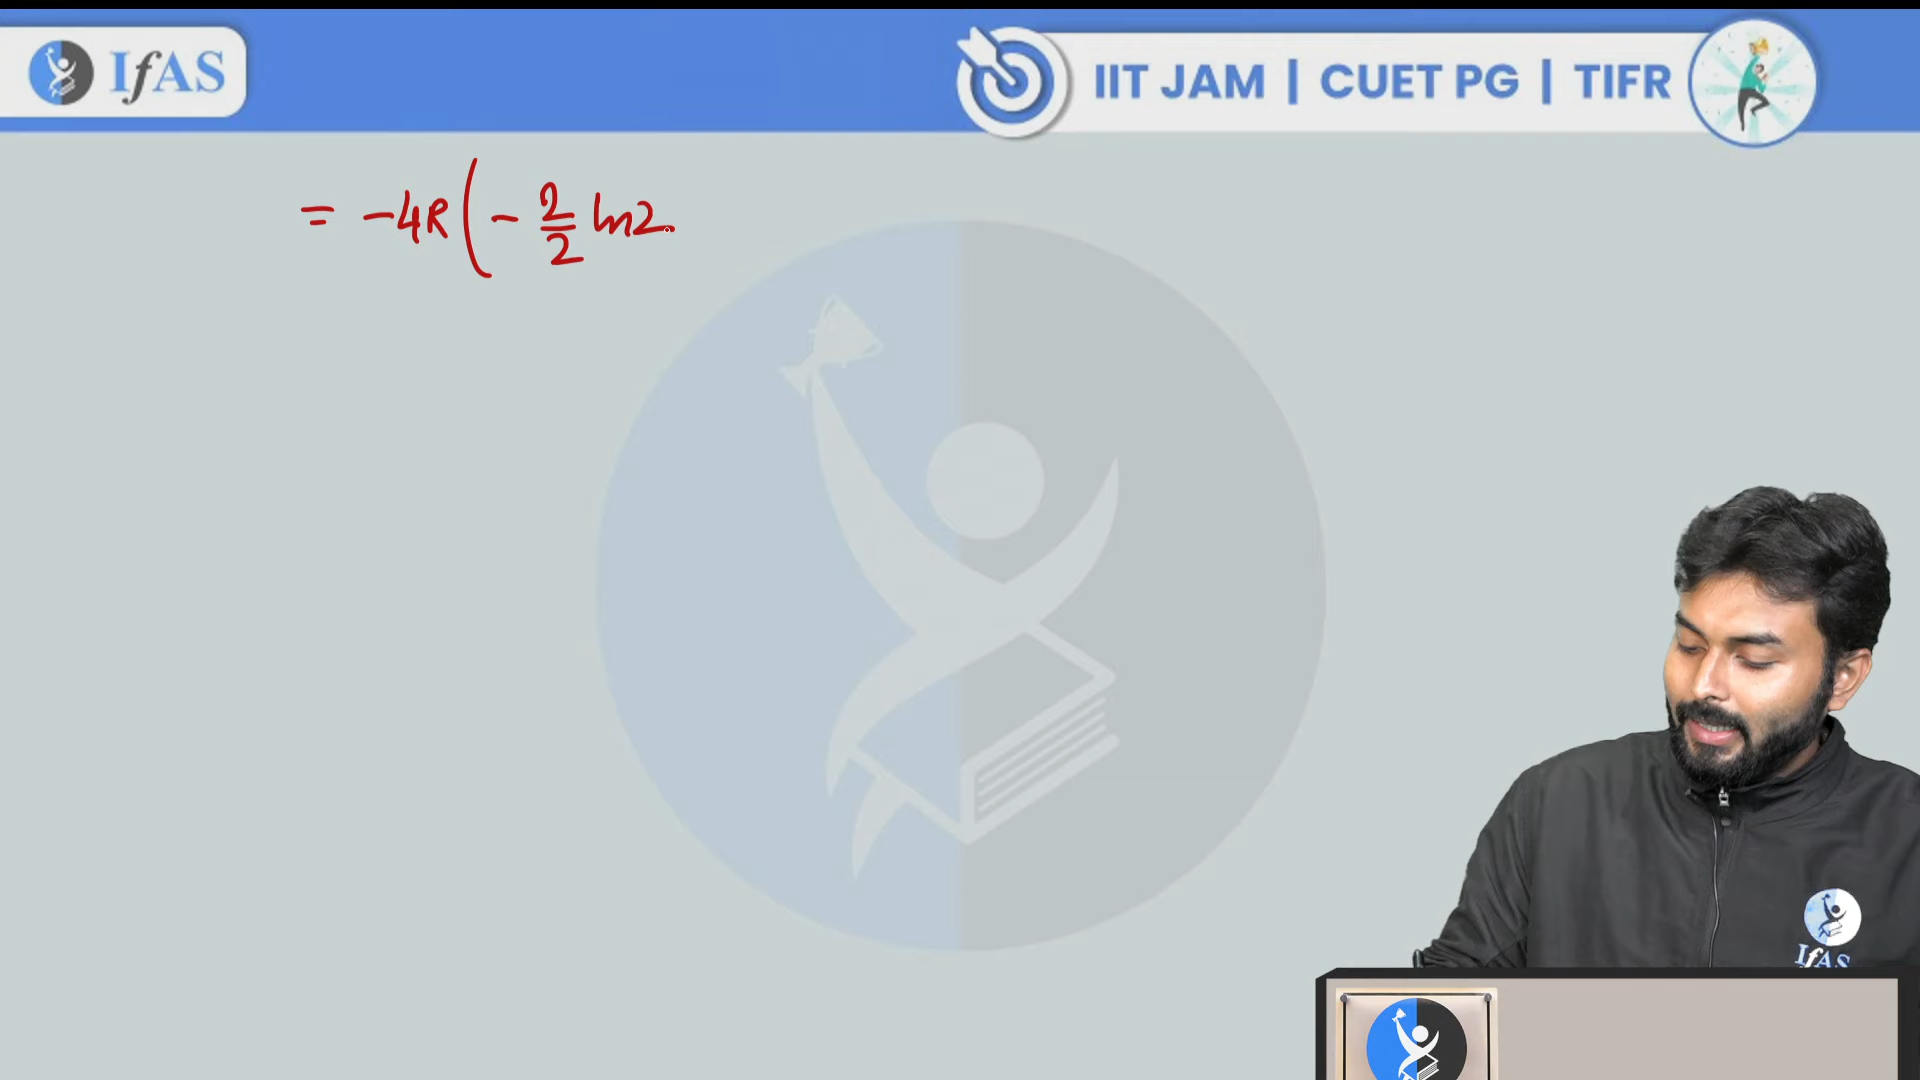 IfAS
IIT JAM | CUET PG | TIFR
= -4R ( - 2/2 ln2
IfAS